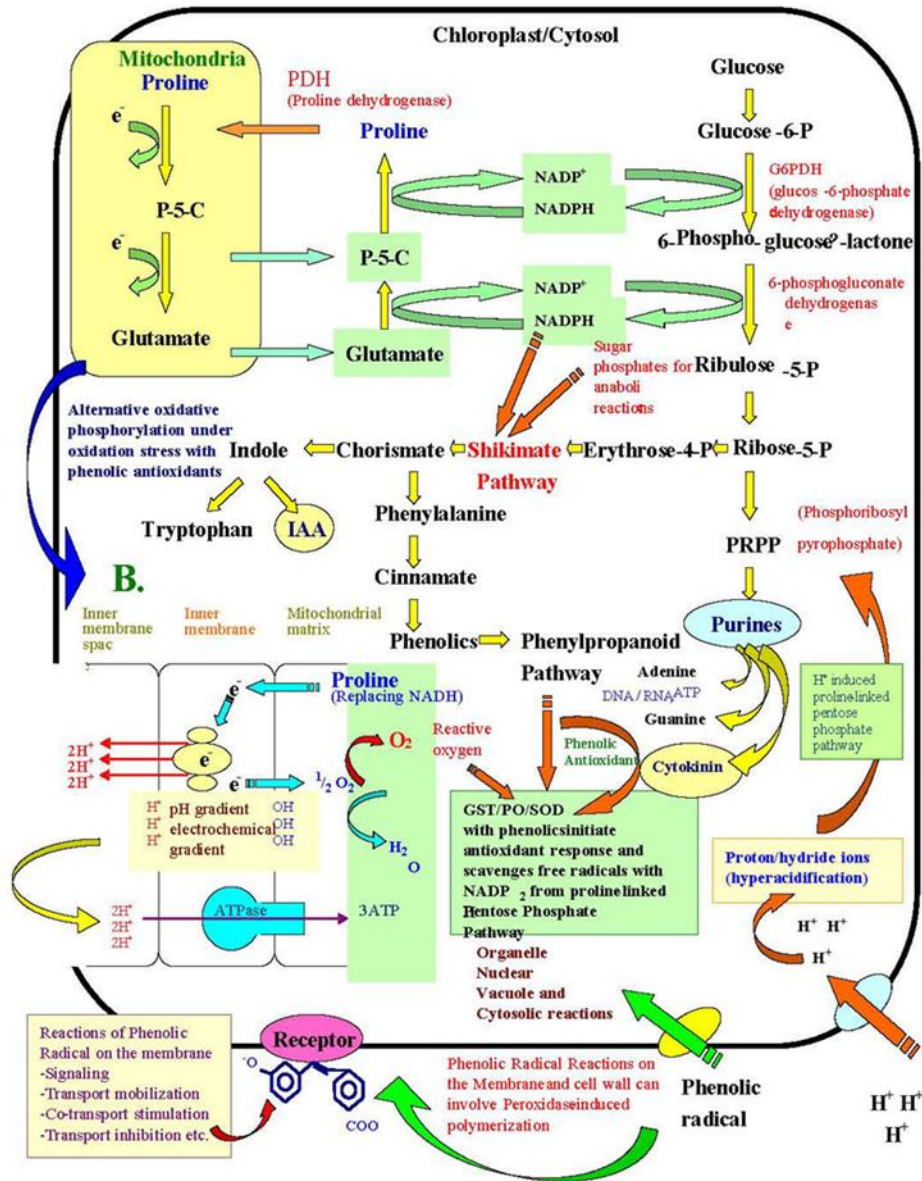 Chloroplast/Cytosol
Mitochondria
Proline
e⁻
P-5-C
e⁻
Glutamate
PDH
(Proline dehydrogenase)
Proline
P-5-C
Glutamate
NADP⁺
NADPH
NADP⁺
NADPH
Glucose
Glucose -6-P
G6PDH
(glucos -6-phosphate
dehydrogenase)
6-Phospho- glucose -lactone
6-phosphogluconate
dehydrogenas
e
Sugar
phosphates for
anaboli
reactions
Ribulose -5-P
Alternative oxidative
phosphorylation under
oxidation stress with
phenolic antioxidants
Indole
Chorismate
Shikimate
Pathway
Erythrose-4-P
Ribose-5-P
Tryptophan
IAA
Phenylalanine
Cinnamate
Phenolics
Phenylpropanoid
Pathway
PRPP
(Phosphoribosyl
pyrophosphate)
Purines
Adenine
DNA/RNA ATP
Guanine
Cytokinin
H⁺ induced
proline-linked
pentose
phosphate
pathway
B.
Inner
membrane
spac
e
Inner
membrane
Mitochondrial
matrix
e⁻
Proline
(Replacing NADH)
2H⁺
2H⁺
2H⁺
e⁻
e⁻
½ O₂
O₂
H₂
O
H⁺ pH gradient OH
H⁺ electrochemical OH
H⁺ gradient OH
2H⁺
2H⁺
2H⁺
ATPase
3ATP
Reactive
oxygen
Phenolic
Antioxidant
GST/PO/SOD
with phenolicsinitiate
antioxidant response and
scavenges free radicals with
NADP ₂ from prolinelinked
Pentose Phosphate
Pathway
Organelle
Nuclear
Vacuole and
Cytosolic reactions
Proton/hydride ions
(hyperacidification)
H⁺ H⁺
H⁺
Reactions of Phenolic
Radical on the membrane
-Signaling
-Transport mobilization
-Co-transport stimulation
-Transport inhibition etc.
Receptor
⁻O
COO
Phenolic Radical Reactions on
the Membraneand cell wall can
involve Peroxidaseinduced
polymerization
Phenolic
radical
H⁺ H⁺
H⁺